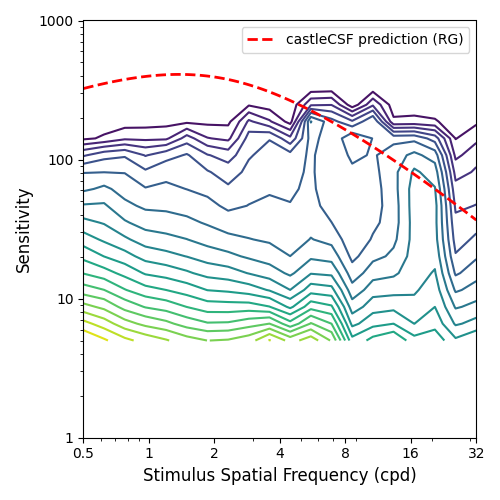 1000
castleCSF prediction (RG)
100
Sensitivity
10
1
0.5 1 2 4 8 16 32
Stimulus Spatial Frequency (cpd)